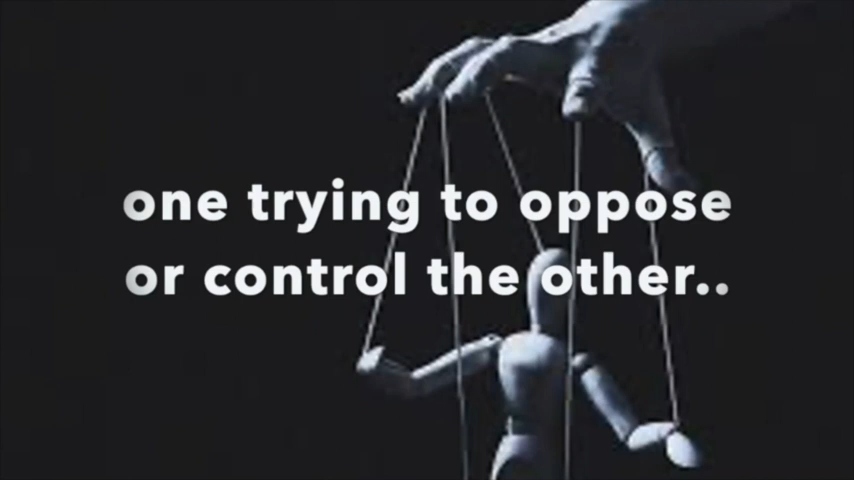 one trying to oppose
or control the other..